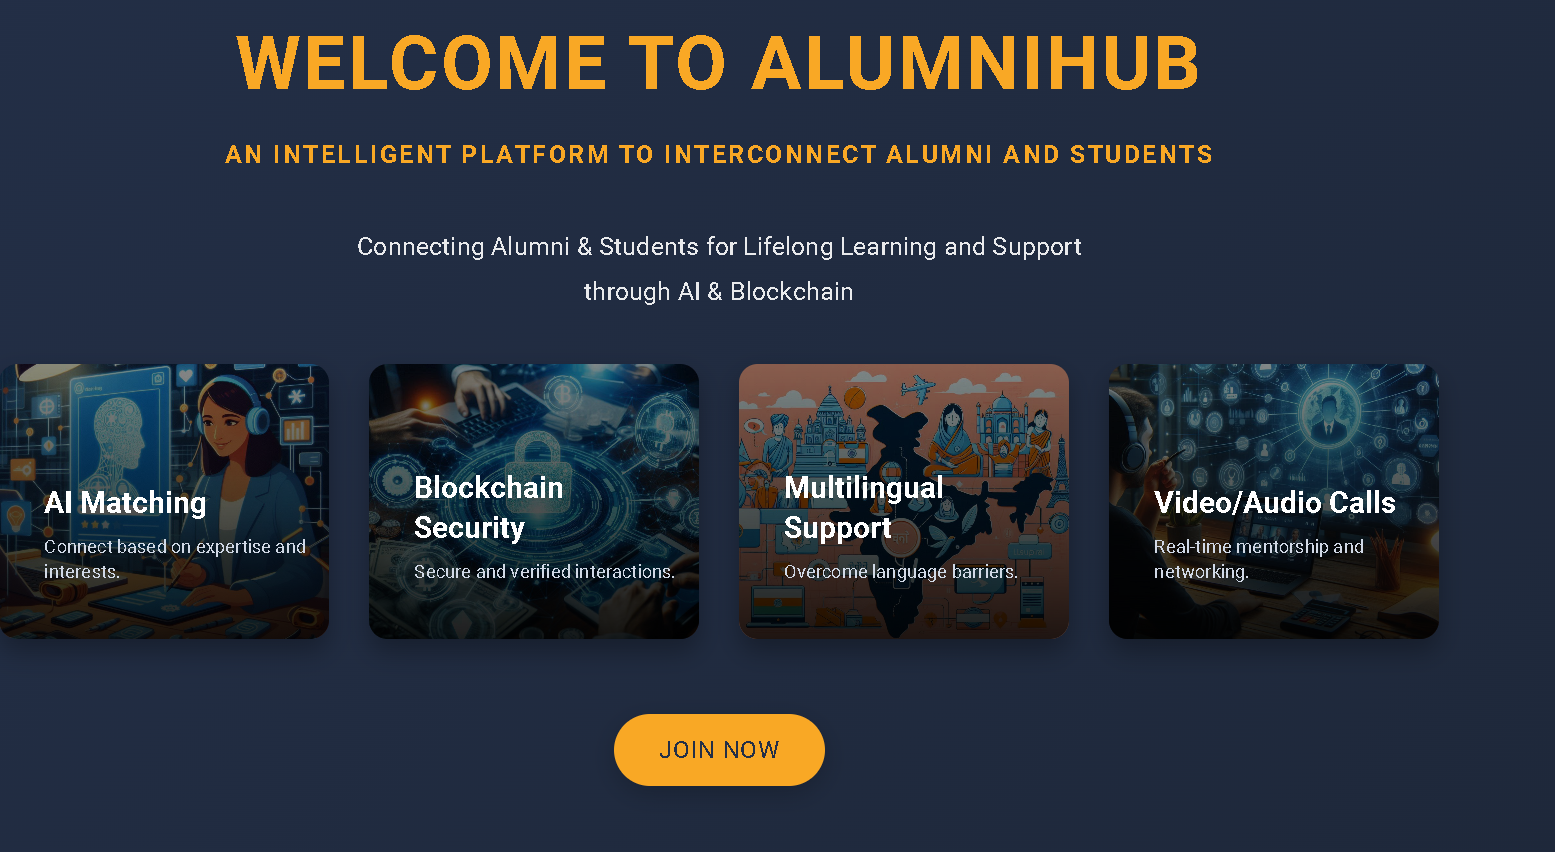 WELCOME TO ALUMNIHUB
AN INTELLIGENT PLATFORM TO INTERCONNECT ALUMNI AND STUDENTS
Connecting Alumni & Students for Lifelong Learning and Support
through AI & Blockchain
AI Matching
Connect based on expertise and
interests.
Blockchain
Security
Secure and verified interactions.
Multilingual
Support
Overcome language barriers.
Video/Audio Calls
Real-time mentorship and
networking.
JOIN NOW